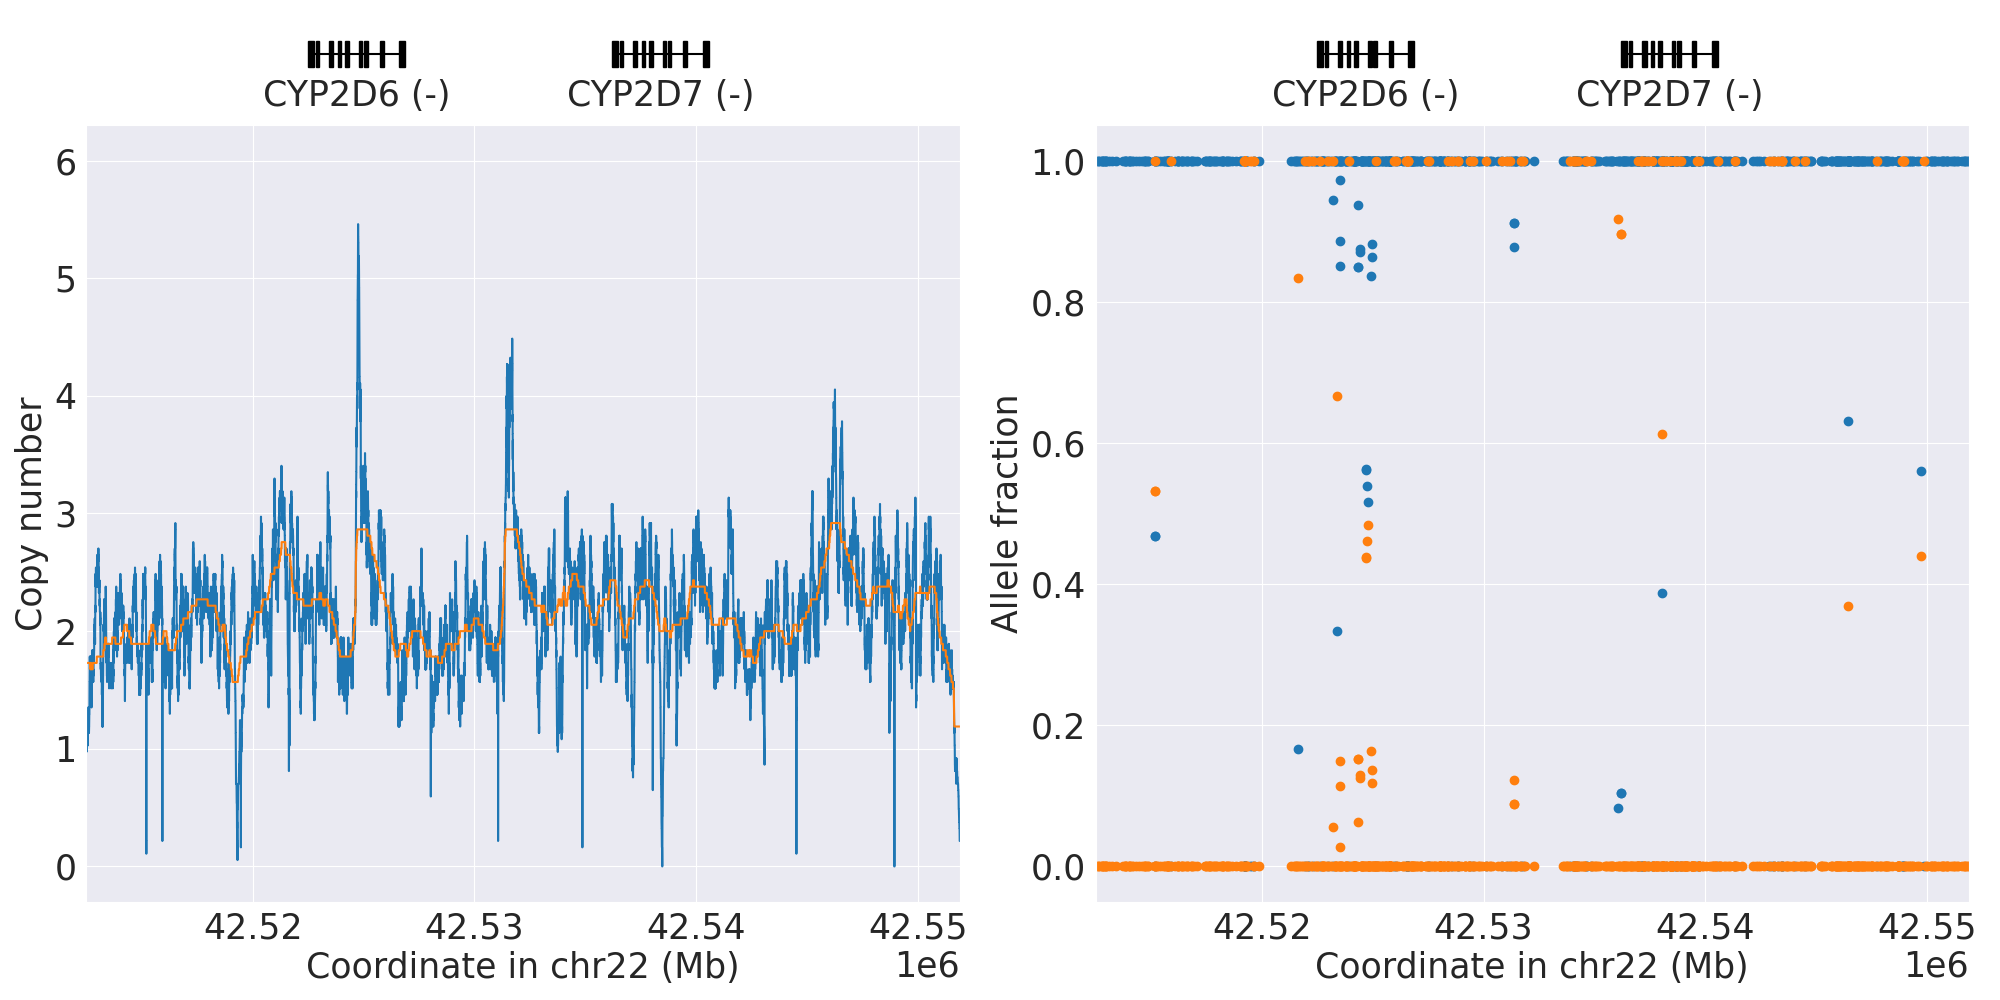 CYP2D6 (-) CYP2D7 (-)
Copy number
6
5
4
3
2
1
0
42.52 42.53 42.54 42.55
Coordinate in chr22 (Mb) 1e6
CYP2D6 (-) CYP2D7 (-)
Allele fraction
1.0
0.8
0.6
0.4
0.2
0.0
42.52 42.53 42.54 42.55
Coordinate in chr22 (Mb) 1e6